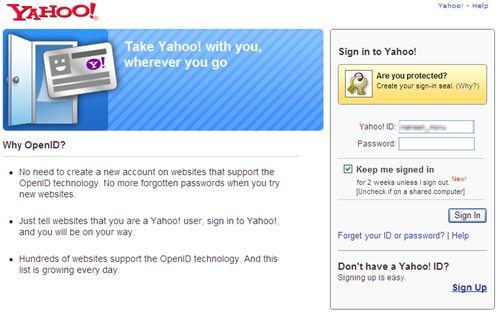 YAHOO!
Yahoo! - Help
Take Yahoo! with you,
wherever you go
Y!
Why OpenID?
No need to create a new account on websites that support the
OpenID technology. No more forgotten passwords when you try
new websites.
Just tell websites that you are a Yahoo! user, sign in to Yahoo!,
and you will be on your way.
Hundreds of websites support the OpenID technology. And this
list is growing every day.
Sign in to Yahoo!
Are you protected?
Create your sign-in seal. (Why?)
Yahoo! ID:
Password:
Keep me signed in
for 2 weeks unless I sign out. New!
[Uncheck if on a shared computer]
Sign In
Forget your ID or password? | Help
Don't have a Yahoo! ID?
Signing up is easy.
Sign Up